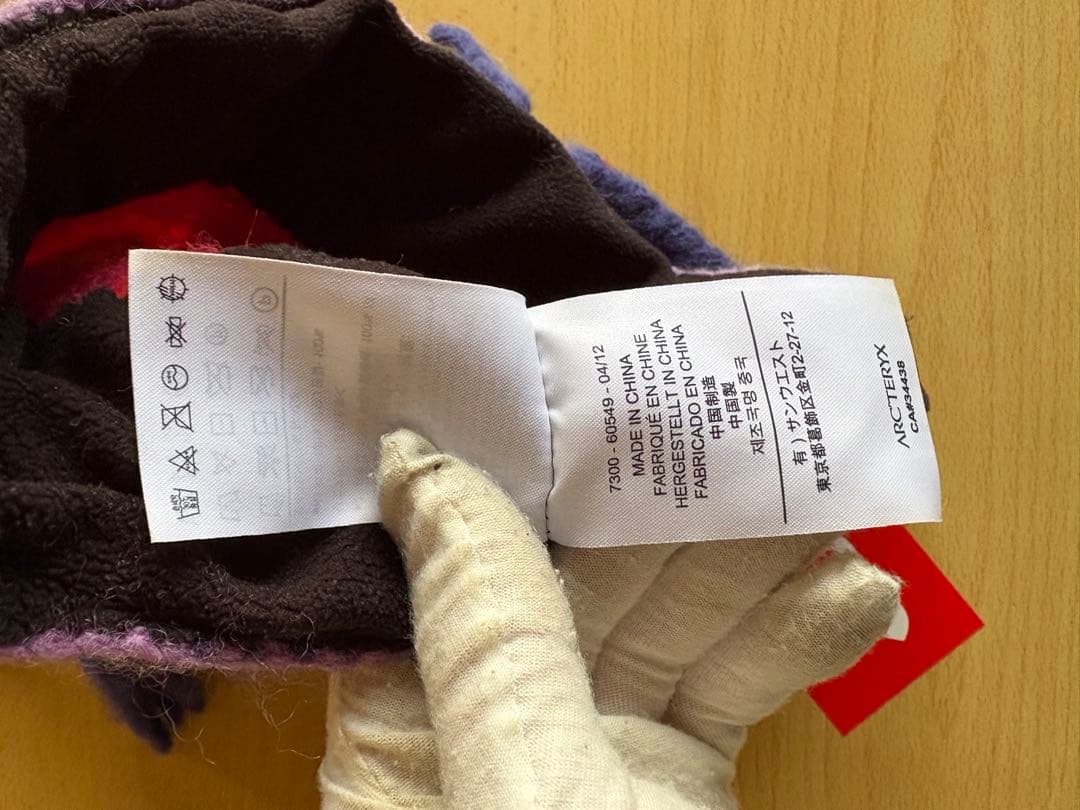 7300 - 60549 - 04/12
MADE IN CHINA
FABRIQUÉ EN CHINE
HERGESTELLT IN CHINA
FABRICADO EN CHINA
中国制造
中国製
제조국명 중국
有）サンウエスト
東京都葛飾区金町2-27-12
ARC'TERYX
CA#34438